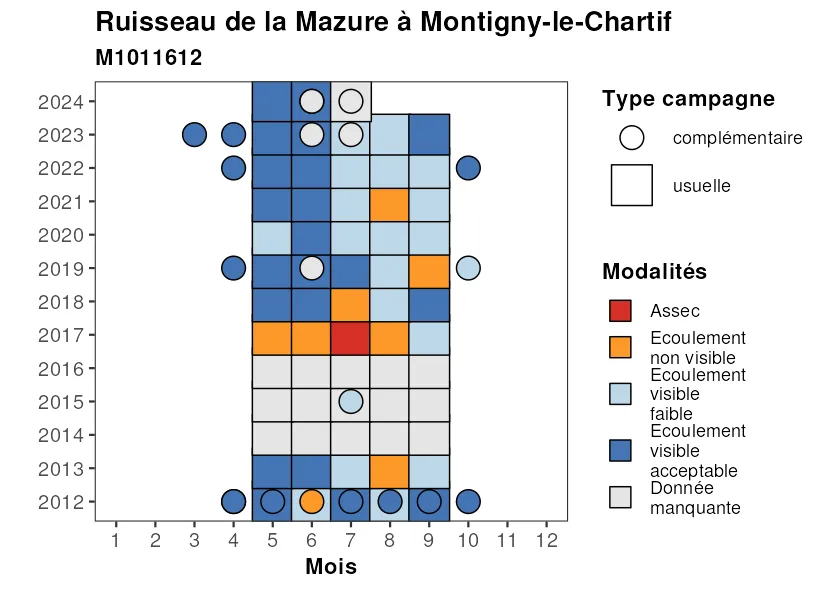 Ruisseau de la Mazure à Montigny-le-Chartif
M1011612
2024
2023
2022
2021
2020
2019
2018
2017
2016
2015
2014
2013
2012
1 2 3 4 5 6 7 8 9 10 11 12
Mois
Type campagne
complémentaire
usuelle
Modalités
Assec
Ecoulement
non visible
Ecoulement
visible
faible
Ecoulement
visible
acceptable
Donnée
manquante